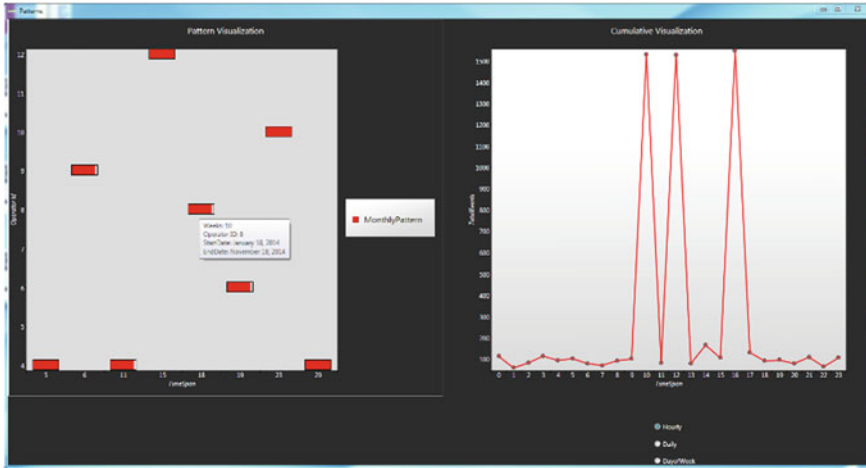 Patterns
Pattern Visualization
Cumulative Visualization
Operator Id
12
11
10
9
8
7
6
5
4
Weeks: 10
Operator ID: 8
StartDate: January 18, 2014
EndDate: November 18, 2014
5 6 11 15 18 19 25 29
TimeSpan
MonthlyPattern
TotalEvents
1500
1400
1300
1200
1100
1000
900
800
700
600
500
400
300
200
100
0 1 2 3 4 5 6 7 8 9 10 11 12 13 14 15 16 17 18 19 20 21 22 23
TimeSpan
Hourly
Daily
Days/Week